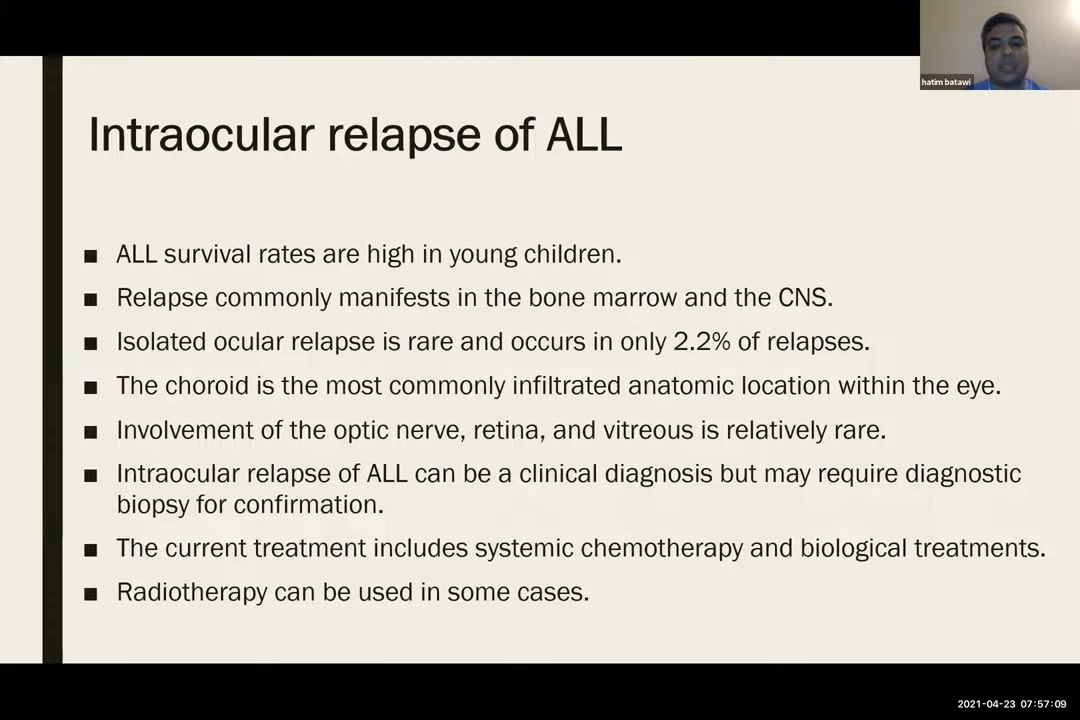 hatim batawi
Intraocular relapse of ALL
■ ALL survival rates are high in young children.
■ Relapse commonly manifests in the bone marrow and the CNS.
■ Isolated ocular relapse is rare and occurs in only 2.2% of relapses.
■ The choroid is the most commonly infiltrated anatomic location within the eye.
■ Involvement of the optic nerve, retina, and vitreous is relatively rare.
■ Intraocular relapse of ALL can be a clinical diagnosis but may require diagnostic
biopsy for confirmation.
■ The current treatment includes systemic chemotherapy and biological treatments.
■ Radiotherapy can be used in some cases.
2021-04-23 07:57:09